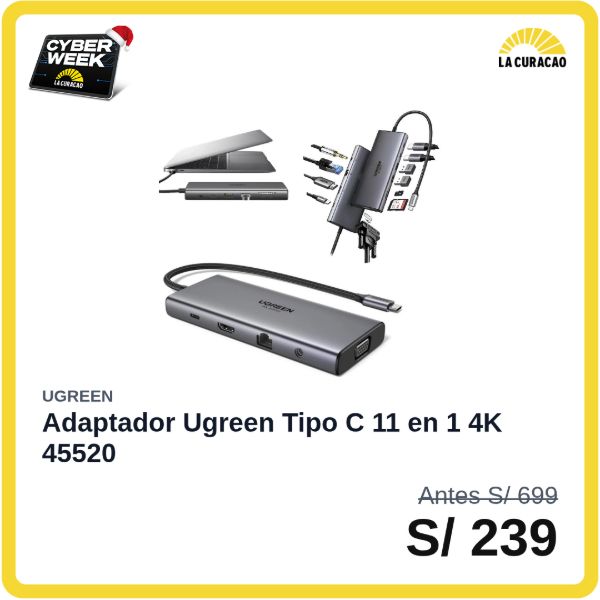 CYBER
WEEK
LA CURACAO
LA CURACAO
UGREEN
UGREEN
Adaptador Ugreen Tipo C 11 en 1 4K
45520
Antes S/ 699
S/ 239